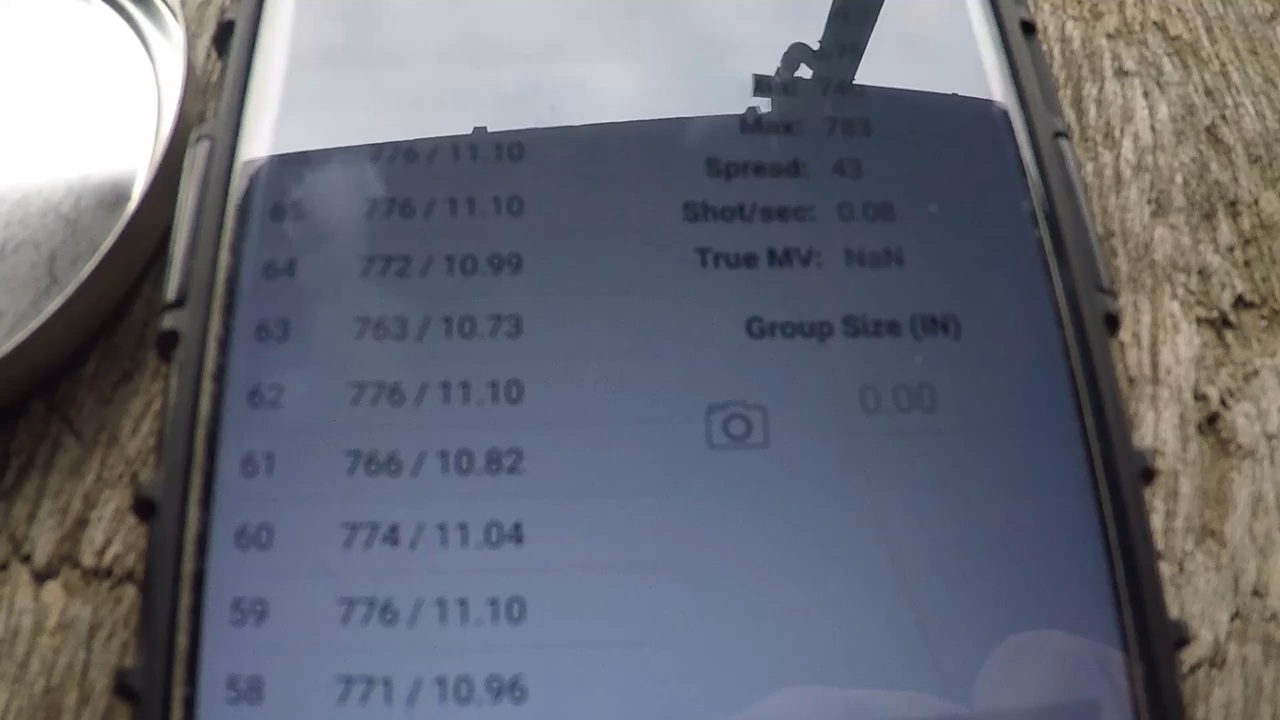 776 / 11.10
65 776 / 11.10
64 772 / 10.99
63 763 / 10.73
62 776 / 11.10
61 766 / 10.82
60 774 / 11.04
59 776 / 11.10
58 771 / 10.96
Max: 783
Spread: 43
Shot/sec: 0.08
True MV: NaN
Group Size (IN)
0.00